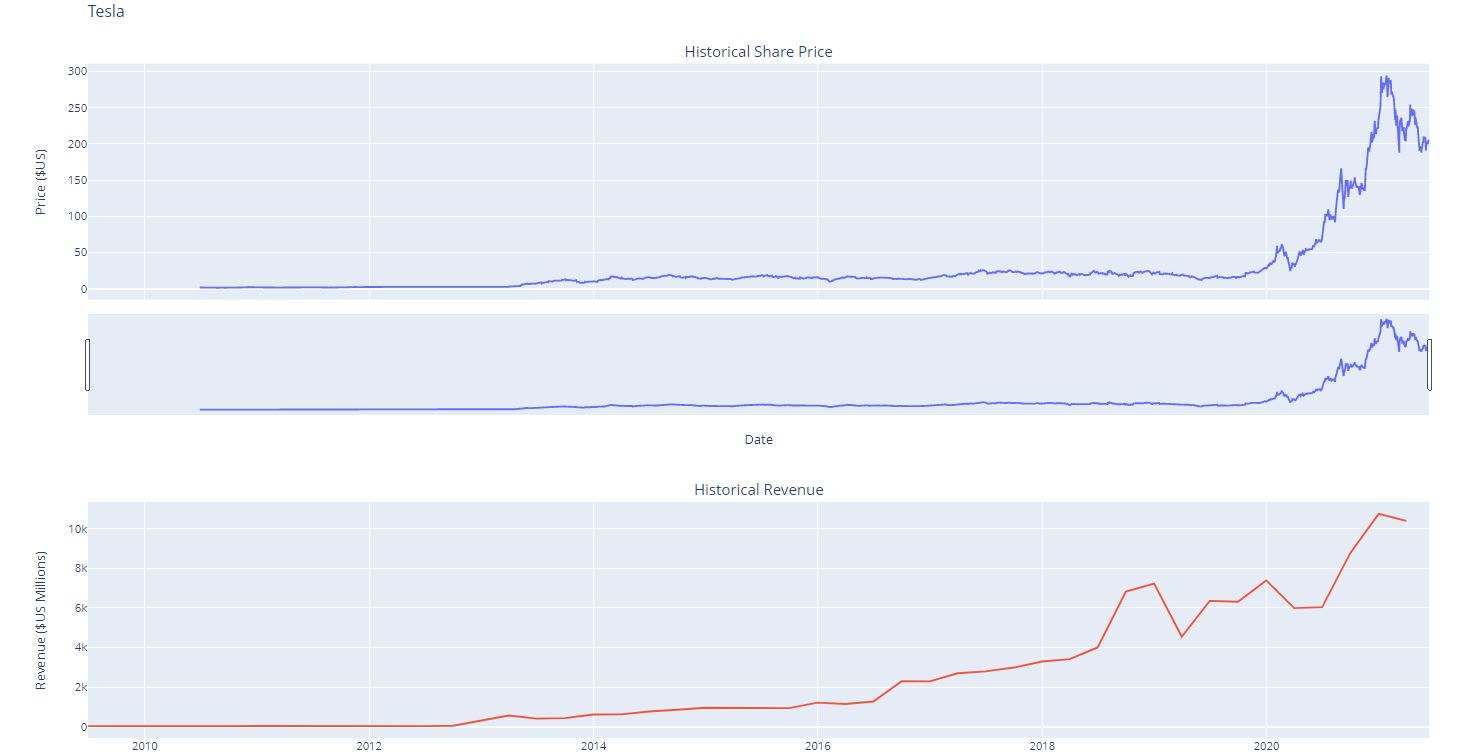 Tesla
Historical Share Price
Price ($US)
300
250
200
150
100
50
0
Date
Historical Revenue
Revenue ($US Millions)
10k
8k
6k
4k
2k
0
2010 2012 2014 2016 2018 2020